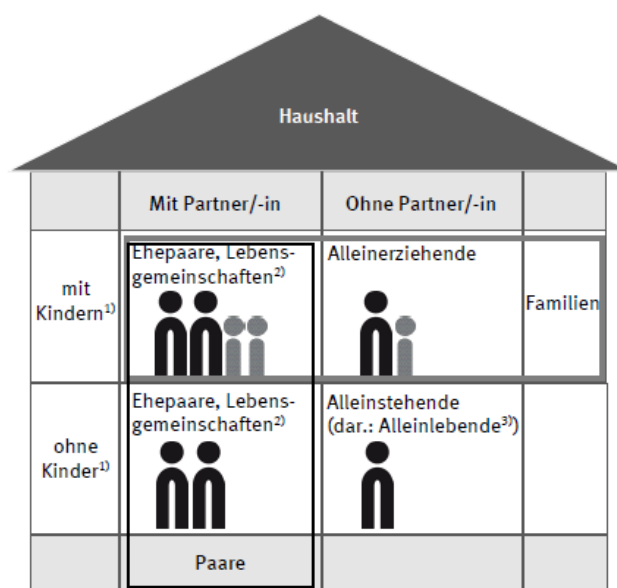 Haushalt
Mit Partner/-in
Ohne Partner/-in
mit
Kindern1)
Ehepaare, Lebens-
gemeinschaften2)
Alleinerziehende
Familien
ohne
Kinder1)
Ehepaare, Lebens-
gemeinschaften2)
Alleinstehende
(dar.: Alleinlebende3))
Paare